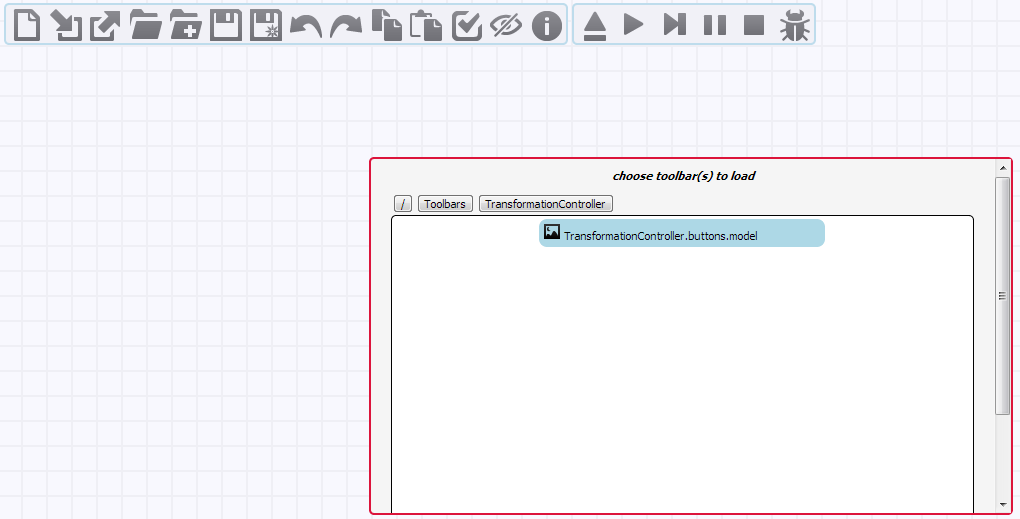 choose toolbar(s) to load
/ Toolbars TransformationController
TransformationController.buttons.model